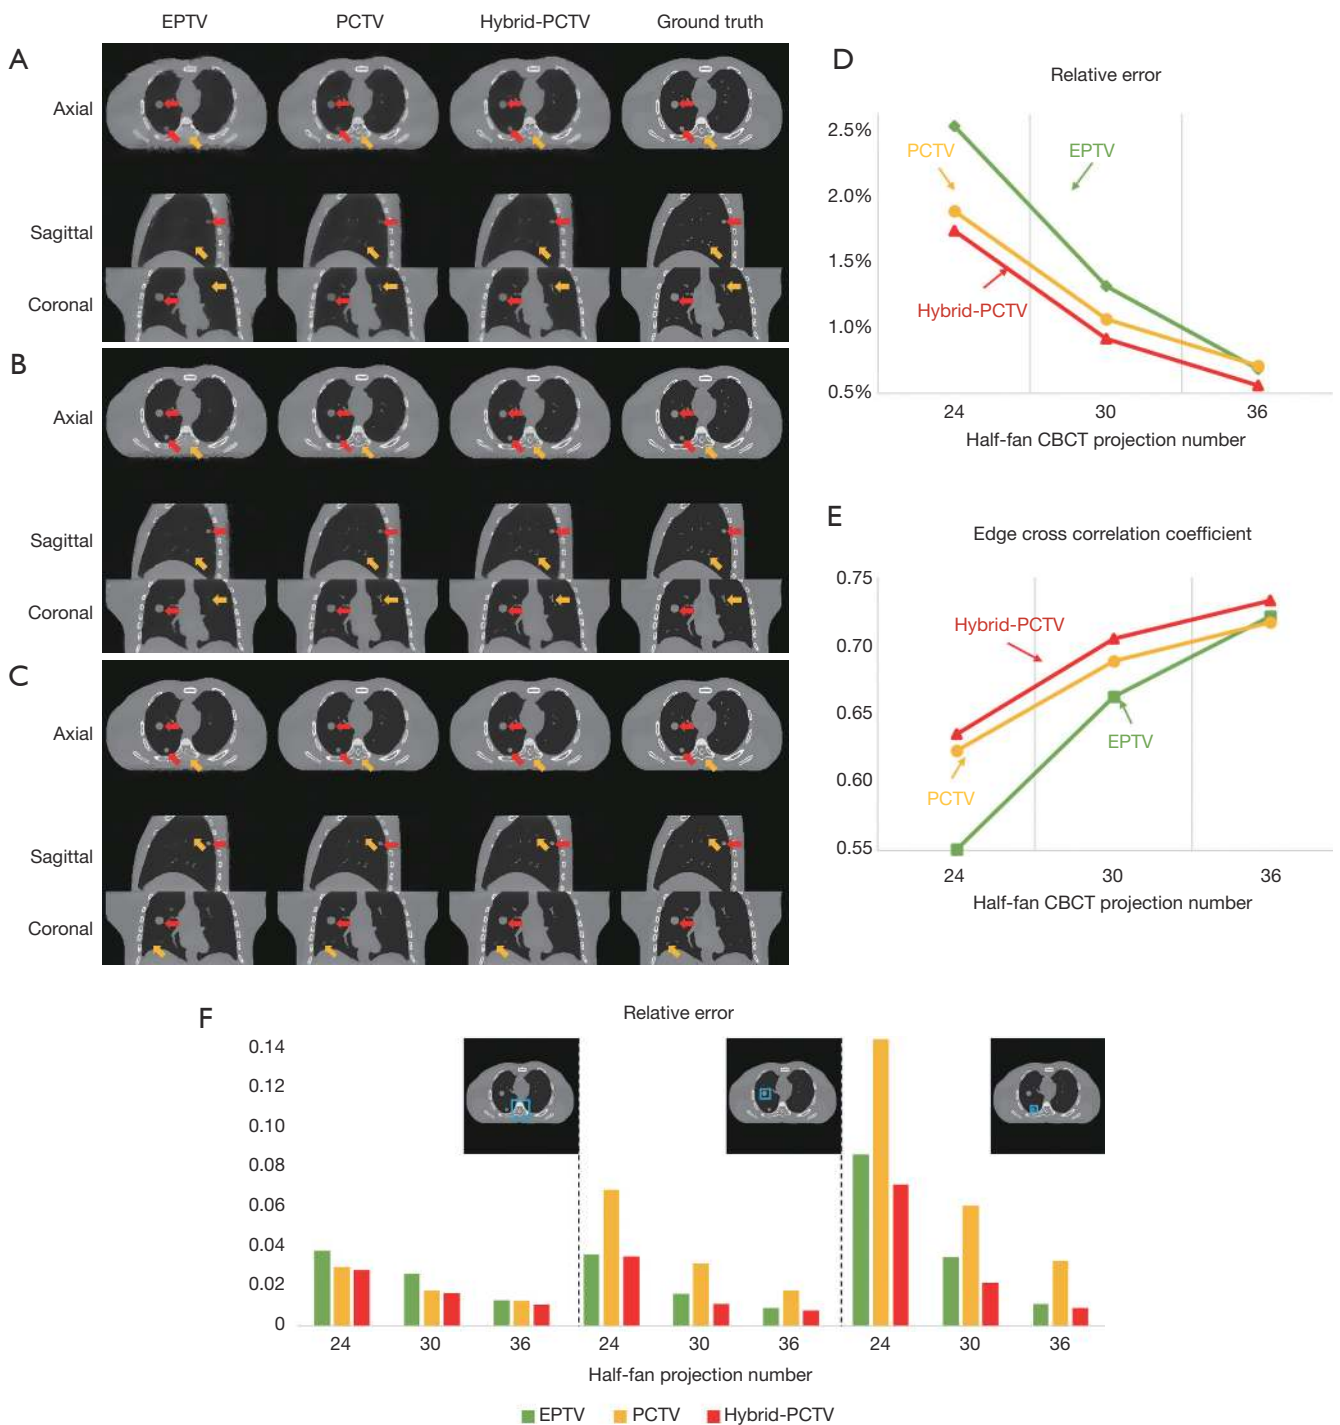 EPTV PCTV Hybrid-PCTV Ground truth
A
Axial
Sagittal
Coronal
B
Axial
Sagittal
Coronal
C
Axial
Sagittal
Coronal
D
Relative error
2.5%
2.0%
1.5%
1.0%
0.5%
PCTV
EPTV
Hybrid-PCTV
24 30 36
Half-fan CBCT projection number
E
Edge cross correlation coefficient
0.75
0.70
0.65
0.60
0.55
Hybrid-PCTV
EPTV
PCTV
24 30 36
Half-fan CBCT projection number
F
Relative error
0.14
0.12
0.10
0.08
0.06
0.04
0.02
0
24 30 36 24 30 36 24 30 36
Half-fan projection number
EPTV PCTV Hybrid-PCTV